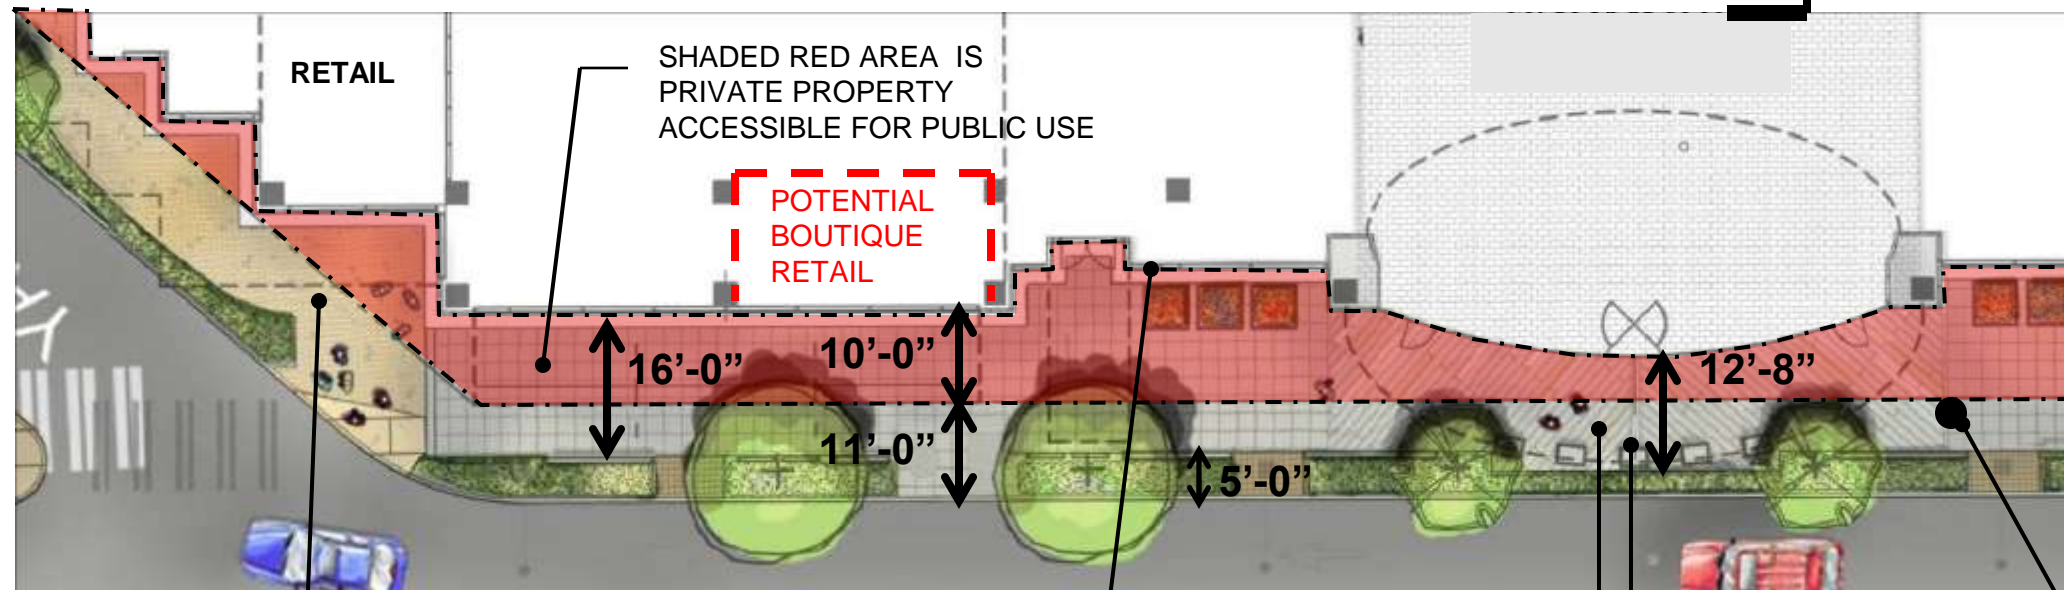 RETAIL
SHADED RED AREA IS
PRIVATE PROPERTY
ACCESSIBLE FOR PUBLIC USE
POTENTIAL
BOUTIQUE
RETAIL
16’-0”
10’-0”
12’-8”
11’-0”
5’-0”